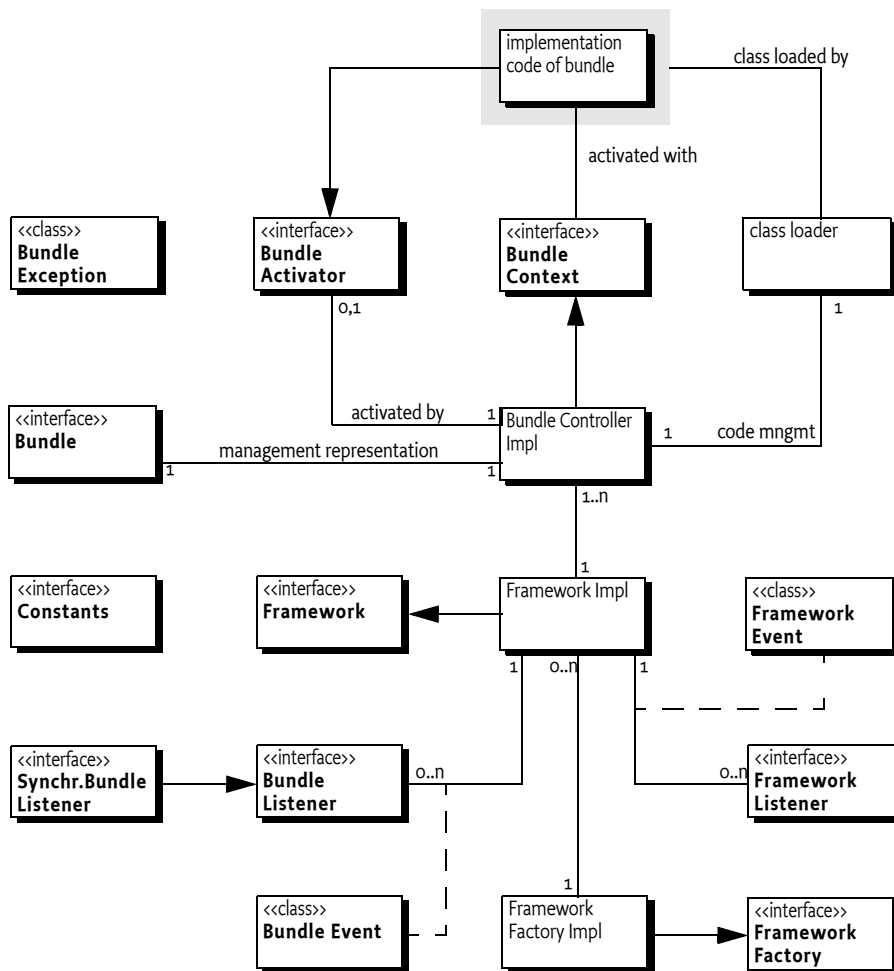 implementation
code of bundle
class loaded by
activated with
<<class>>
Bundle
Exception
<<interface>>
Bundle
Activator
<<interface>>
Bundle
Context
class loader
0,1
1
<<interface>>
Bundle
activated by
1
Bundle Controller
Impl
1
code mngmt
management representation
1
1
1..n
1
<<interface>>
Constants
<<interface>>
Framework
Framework Impl
<<class>>
Framework
Event
1
0..n
1
<<interface>>
Synchr.Bundle
Listener
<<interface>>
Bundle
Listener
0..n
0..n
<<interface>>
Framework
Listener
1
<<class>>
Bundle Event
Framework
Factory Impl
<<interface>>
Framework
Factory